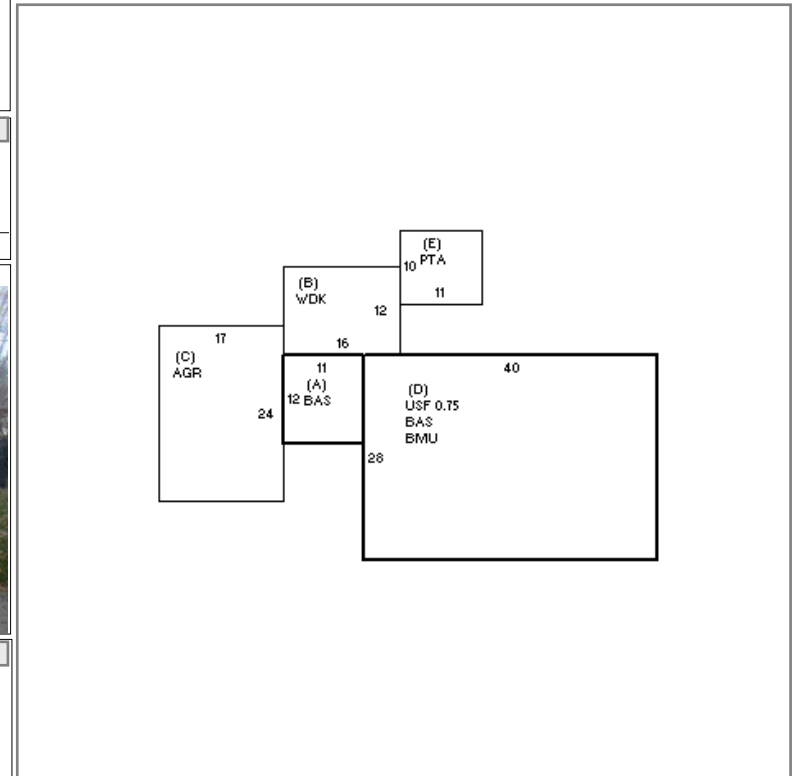 (E)
PTA
10
11
(B)
WDK
12
16
17
(C)
AGR
24
11
(A)
12 BAS
40
(D)
USF 0.75
BAS
BMU
28